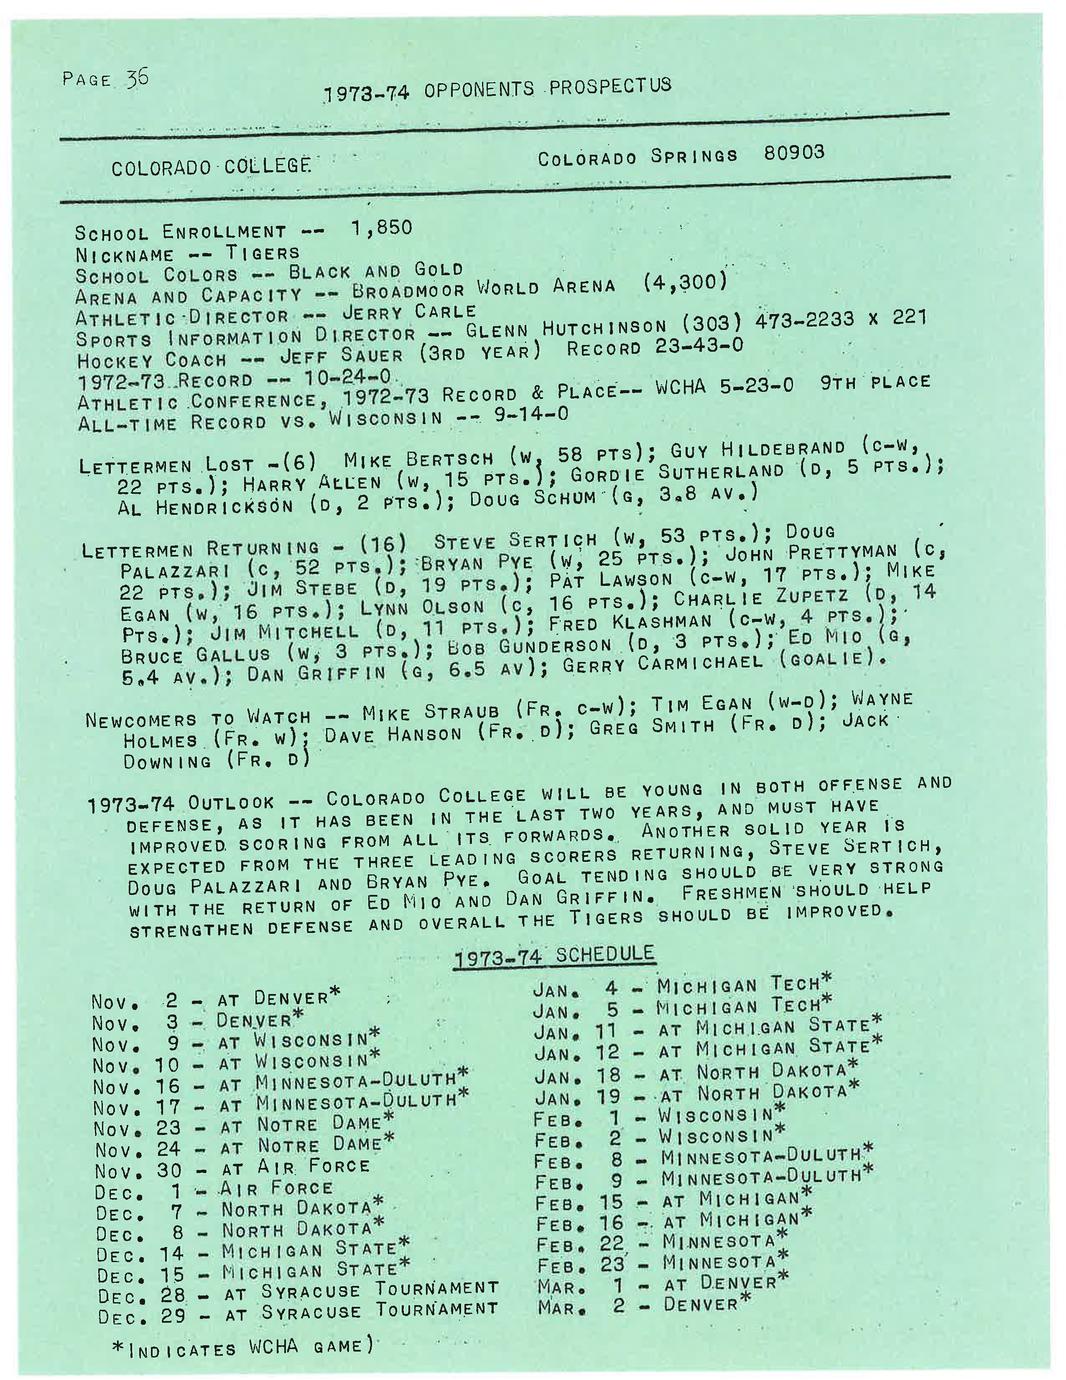 PAGE 36
1973-74 OPPONENTS PROSPECTUS
COLORADO COLLEGE COLORADO SPRINGS 80903
SCHOOL ENROLLMENT -- 1,850
NICKNAME -- TIGERS
SCHOOL COLORS -- BLACK AND GOLD
ARENA AND CAPACITY -- BROADMOOR WORLD ARENA (4,300)
ATHLETIC DIRECTOR -- JERRY CARLE
SPORTS INFORMATION DIRECTOR -- GLENN HUTCHINSON (303) 473-2233 X 221
HOCKEY COACH -- JEFF SAUER (3RD YEAR) RECORD 23-43-0
1972-73 RECORD -- 10-24-0
ATHLETIC CONFERENCE, 1972-73 RECORD & PLACE-- WCHA 5-23-0 9TH PLACE
ALL-TIME RECORD VS. WISCONSIN -- 9-14-0
LETTERMEN LOST -(6) MIKE BERTSCH (W, 58 PTS); GUY HILDEBRAND (C-W,
22 PTS.); HARRY ALLEN (W, 15 PTS.); GORDIE SUTHERLAND (D, 5 PTS.);
AL HENDRICKSON (D, 2 PTS.); DOUG SCHUM (G, 3.8 AV.)
LETTERMEN RETURNING - (16) STEVE SERTICH (W, 53 PTS.); DOUG
PALAZZARI (C, 52 PTS.); BRYAN PYE (W, 25 PTS.); JOHN PRETTYMAN (C,
22 PTS.); JIM STEBE (D, 19 PTS.); PAT LAWSON (C-W, 17 PTS.); MIKE
EGAN (W, 16 PTS.); LYNN OLSON (C, 16 PTS.); CHARLIE ZUPETZ (D, 14
PTS.); JIM MITCHELL (D, 11 PTS.); FRED KLASHMAN (C-W, 4 PTS.);
BRUCE GALLUS (W, 3 PTS.); BOB GUNDERSON (D, 3 PTS.); ED MIO (G,
5.4 AV.); DAN GRIFFIN (G, 6.5 AV); GERRY CARMICHAEL (GOALIE).
NEWCOMERS TO WATCH -- MIKE STRAUB (FR. C-W); TIM EGAN (W-D); WAYNE
HOLMES (FR. W); DAVE HANSON (FR. D); GREG SMITH (FR. D); JACK
DOWNING (FR. D)
1973-74 OUTLOOK -- COLORADO COLLEGE WILL BE YOUNG IN BOTH OFFENSE AND
DEFENSE, AS IT HAS BEEN IN THE LAST TWO YEARS, AND MUST HAVE
IMPROVED SCORING FROM ALL ITS FORWARDS. ANOTHER SOLID YEAR IS
EXPECTED FROM THE THREE LEADING SCORERS RETURNING, STEVE SERTICH,
DOUG PALAZZARI AND BRYAN PYE. GOAL TENDING SHOULD BE VERY STRONG
WITH THE RETURN OF ED MIO AND DAN GRIFFIN. FRESHMEN SHOULD HELP
STRENGTHEN DEFENSE AND OVERALL THE TIGERS SHOULD BE IMPROVED.
1973-74 SCHEDULE
NOV. 2 - AT DENVER*
NOV. 3 - DENVER*
NOV. 9 - AT WISCONSIN*
NOV. 10 - AT WISCONSIN*
NOV. 16 - AT MINNESOTA-DULUTH*
NOV. 17 - AT MINNESOTA-DULUTH*
NOV. 23 - AT NOTRE DAME*
NOV. 24 - AT NOTRE DAME*
NOV. 30 - AT AIR FORCE
DEC. 1 - AIR FORCE
DEC. 7 - NORTH DAKOTA*
DEC. 8 - NORTH DAKOTA*
DEC. 14 - MICHIGAN STATE*
DEC. 15 - MICHIGAN STATE*
DEC. 28 - AT SYRACUSE TOURNAMENT
DEC. 29 - AT SYRACUSE TOURNAMENT
JAN. 4 - MICHIGAN TECH*
JAN. 5 - MICHIGAN TECH*
JAN. 11 - AT MICHIGAN STATE*
JAN. 12 - AT MICHIGAN STATE*
JAN. 18 - AT NORTH DAKOTA*
JAN. 19 - AT NORTH DAKOTA*
FEB. 1 - WISCONSIN*
FEB. 2 - WISCONSIN*
FEB. 8 - MINNESOTA-DULUTH*
FEB. 9 - MINNESOTA-DULUTH*
FEB. 15 - AT MICHIGAN*
FEB. 16 - AT MICHIGAN*
FEB. 22 - MINNESOTA*
FEB. 23 - MINNESOTA*
MAR. 1 - AT DENVER*
MAR. 2 - DENVER*
*INDICATES WCHA GAME)